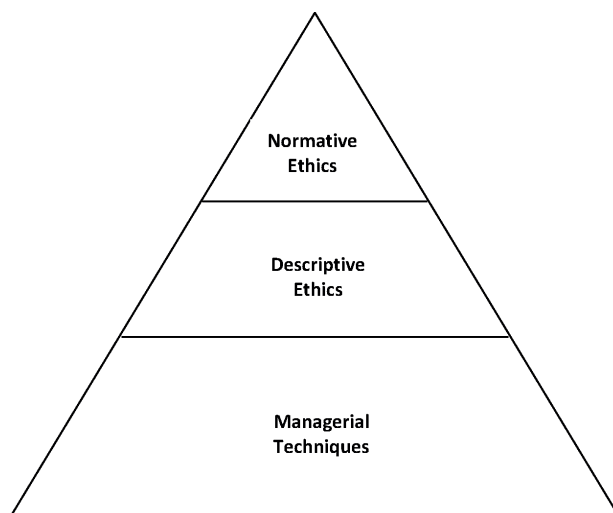 Normative
Ethics
Descriptive
Ethics
Managerial
Techniques